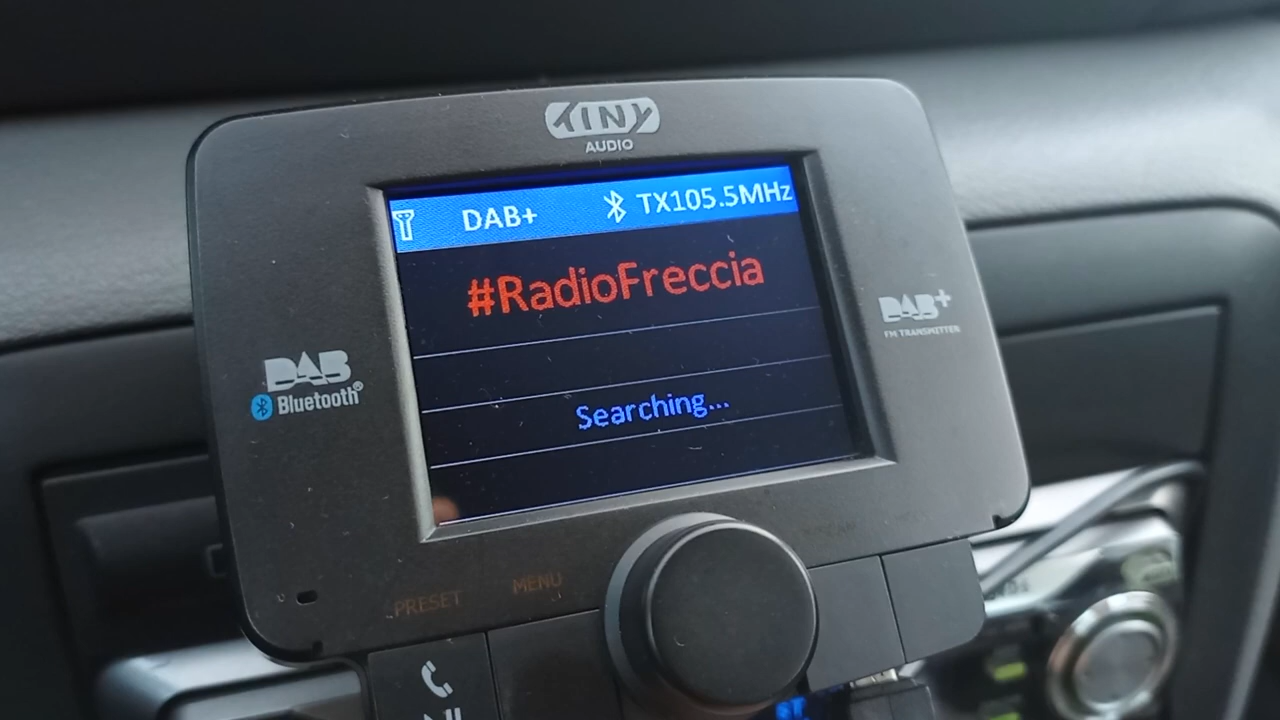 TINY
AUDIO
DAB+ TX105.5MHz
#RadioFreccia
Searching...
DAB
Bluetooth®
DAB+
FM TRANSMITTER
PRESET MENU